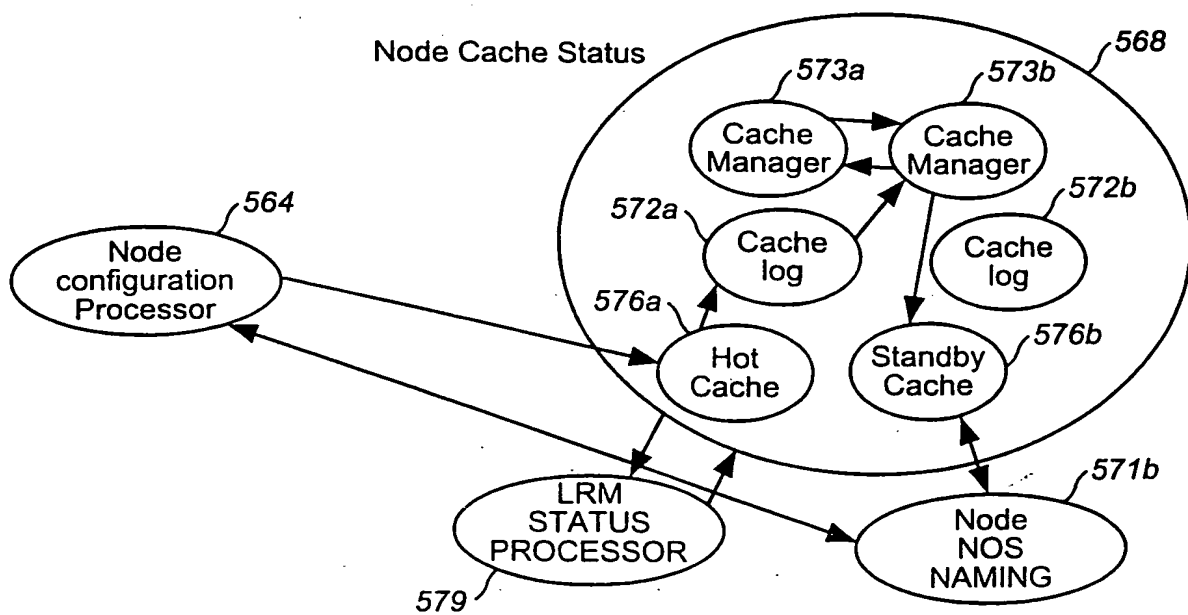 Node Cache Status
568
573a
573b
Cache
Manager
Cache
Manager
572a
572b
Cache
log
Cache
log
564
Node
configuration
Processor
576a
576b
Hot
Cache
Standby
Cache
571b
LRM
STATUS
PROCESSOR
Node
NOS
NAMING
579